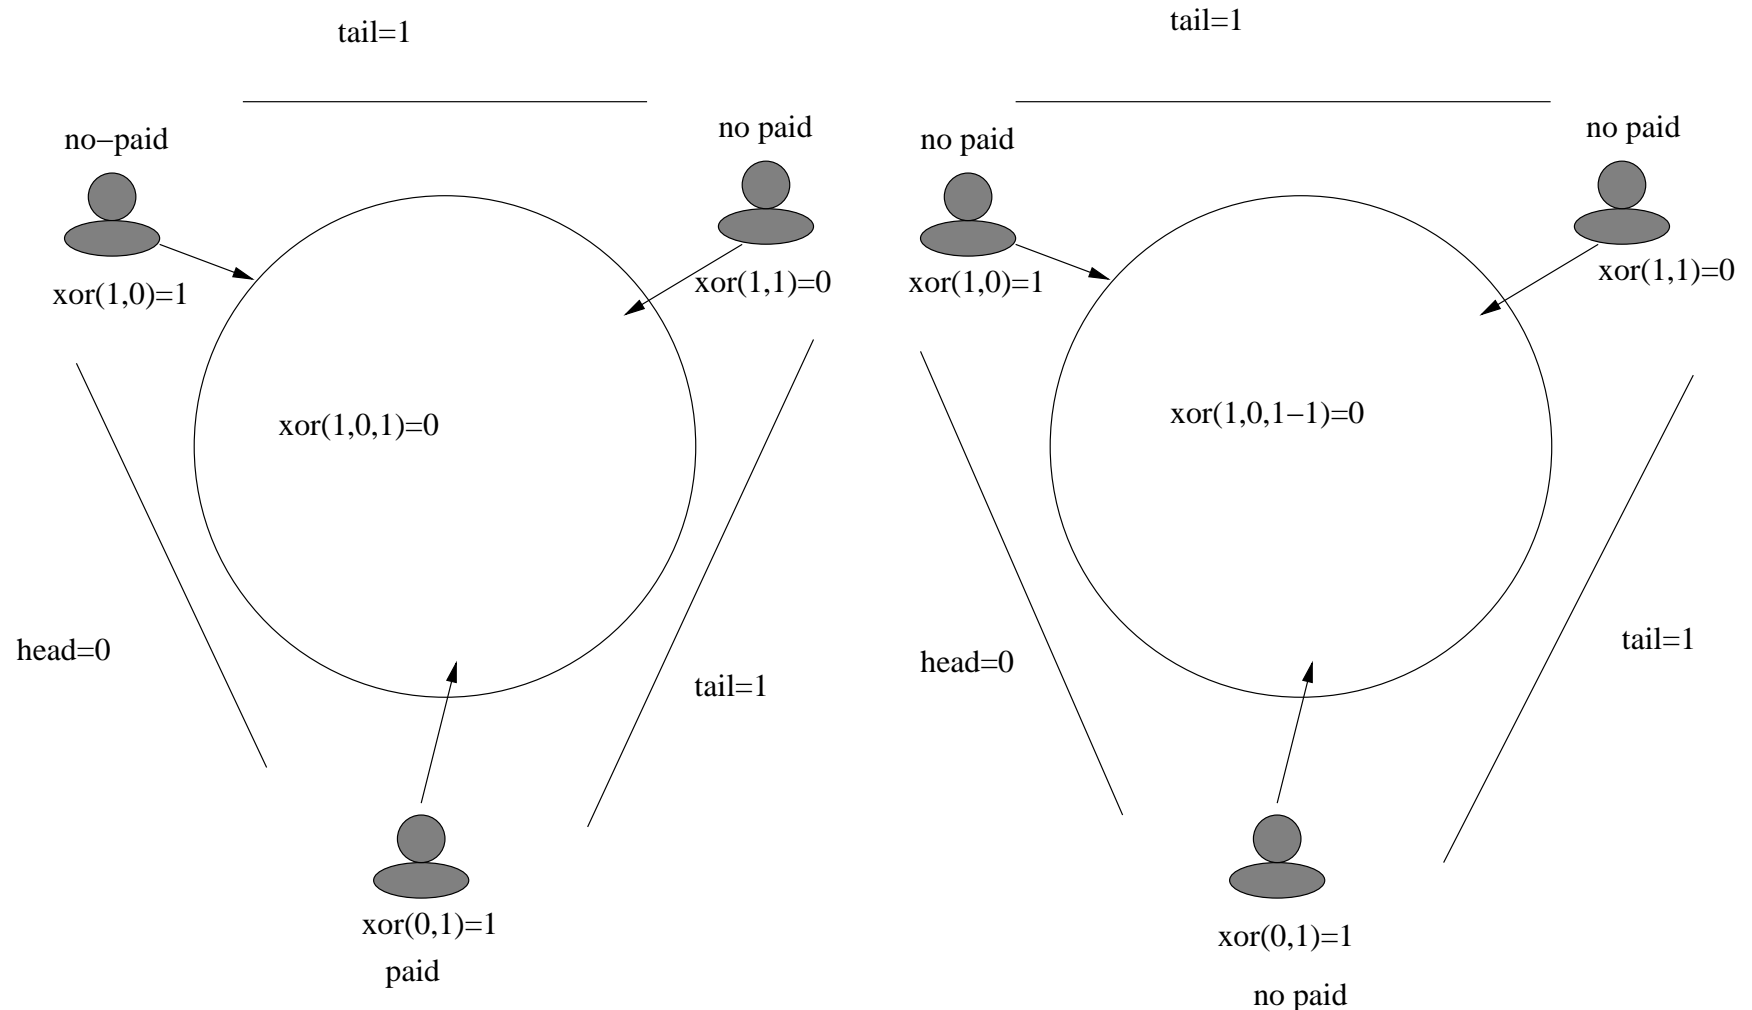 tail=1
no−paid
no paid
xor(1,0)=1
xor(1,1)=0
xor(1,0,1)=0
head=0
tail=1
xor(0,1)=1
paid
tail=1
no paid
no paid
xor(1,0)=1
xor(1,1)=0
xor(1,0,1−1)=0
head=0
tail=1
xor(0,1)=1
no paid